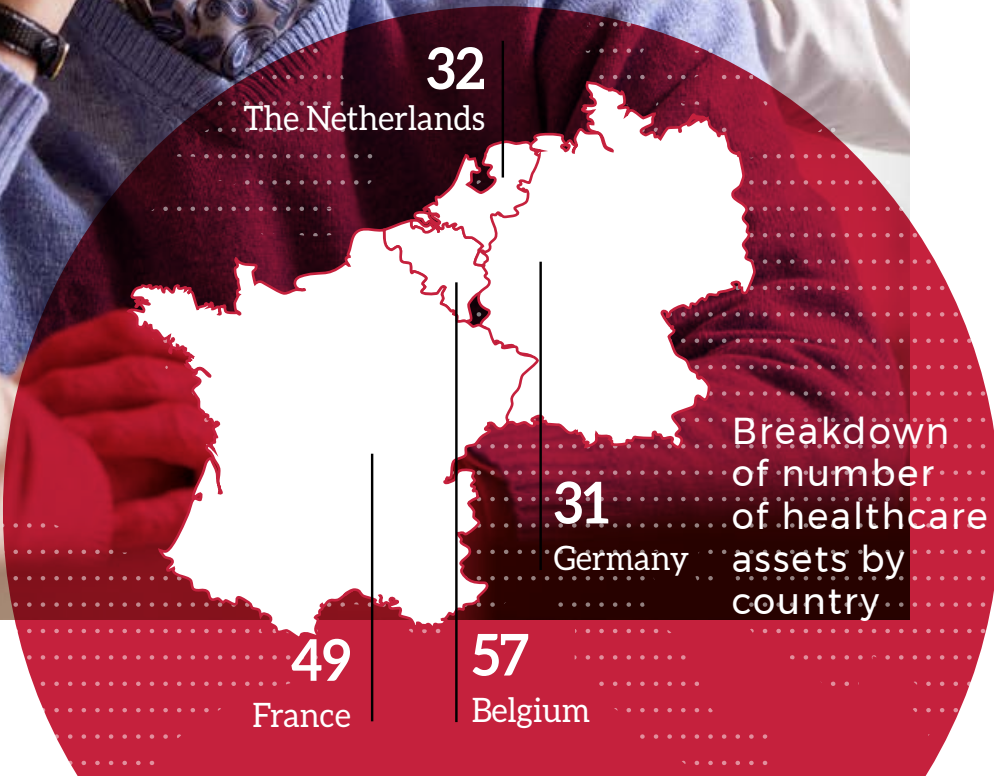 32
The Netherlands
31
Germany
Breakdown
of number
of healthcare
assets by
country
49
France
57
Belgium